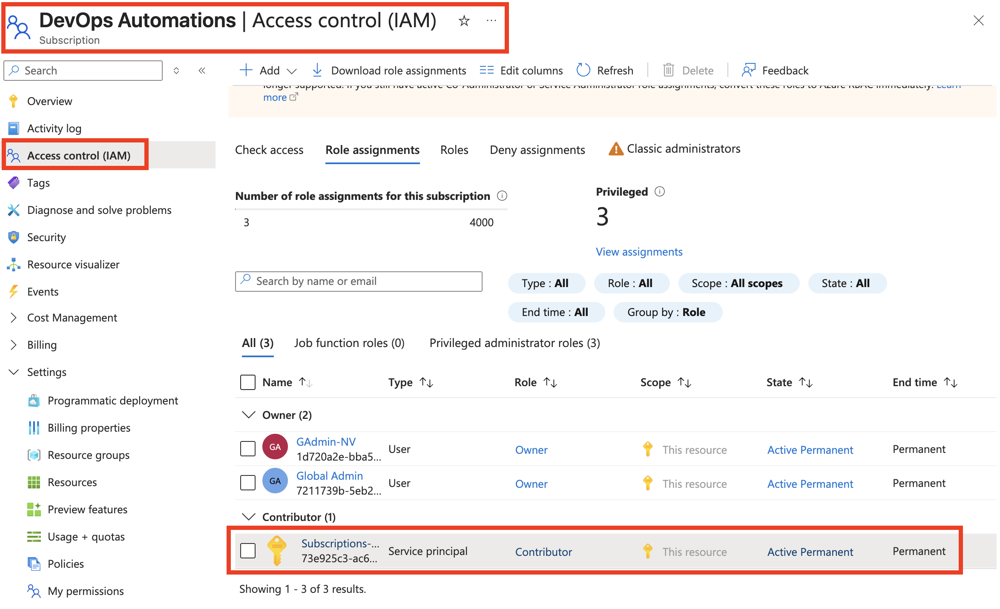 DevOps Automations | Access control (IAM) ☆ ...
Subscription
Search
Add
Download role assignments
Edit columns
Refresh
Delete
Feedback
longer supported. If you still have active Co-Administrator or Service Administrator role assignments, convert these roles to Azure RBAC immediately. Learn
more
Overview
Activity log
Access control (IAM)
Tags
Diagnose and solve problems
Security
Resource visualizer
Events
Cost Management
Billing
Settings
Programmatic deployment
Billing properties
Resource groups
Resources
Preview features
Usage + quotas
Policies
My permissions
Check access Role assignments Roles Deny assignments Classic administrators
Number of role assignments for this subscription
3 4000
Privileged
3
View assignments
Search by name or email
Type : All Role : All Scope : All scopes State : All
End time : All Group by : Role
All (3) Job function roles (0) Privileged administrator roles (3)
Name Type Role Scope State End time
Owner (2)
GA GAdmin-NV User Owner This resource Active Permanent Permanent
1d720a2e-bba5...
GA Global Admin User Owner This resource Active Permanent Permanent
7211739b-5eb2...
Contributor (1)
Subscriptions-... Service principal Contributor This resource Active Permanent Permanent
73e925c3-ac6...
Showing 1 - 3 of 3 results.